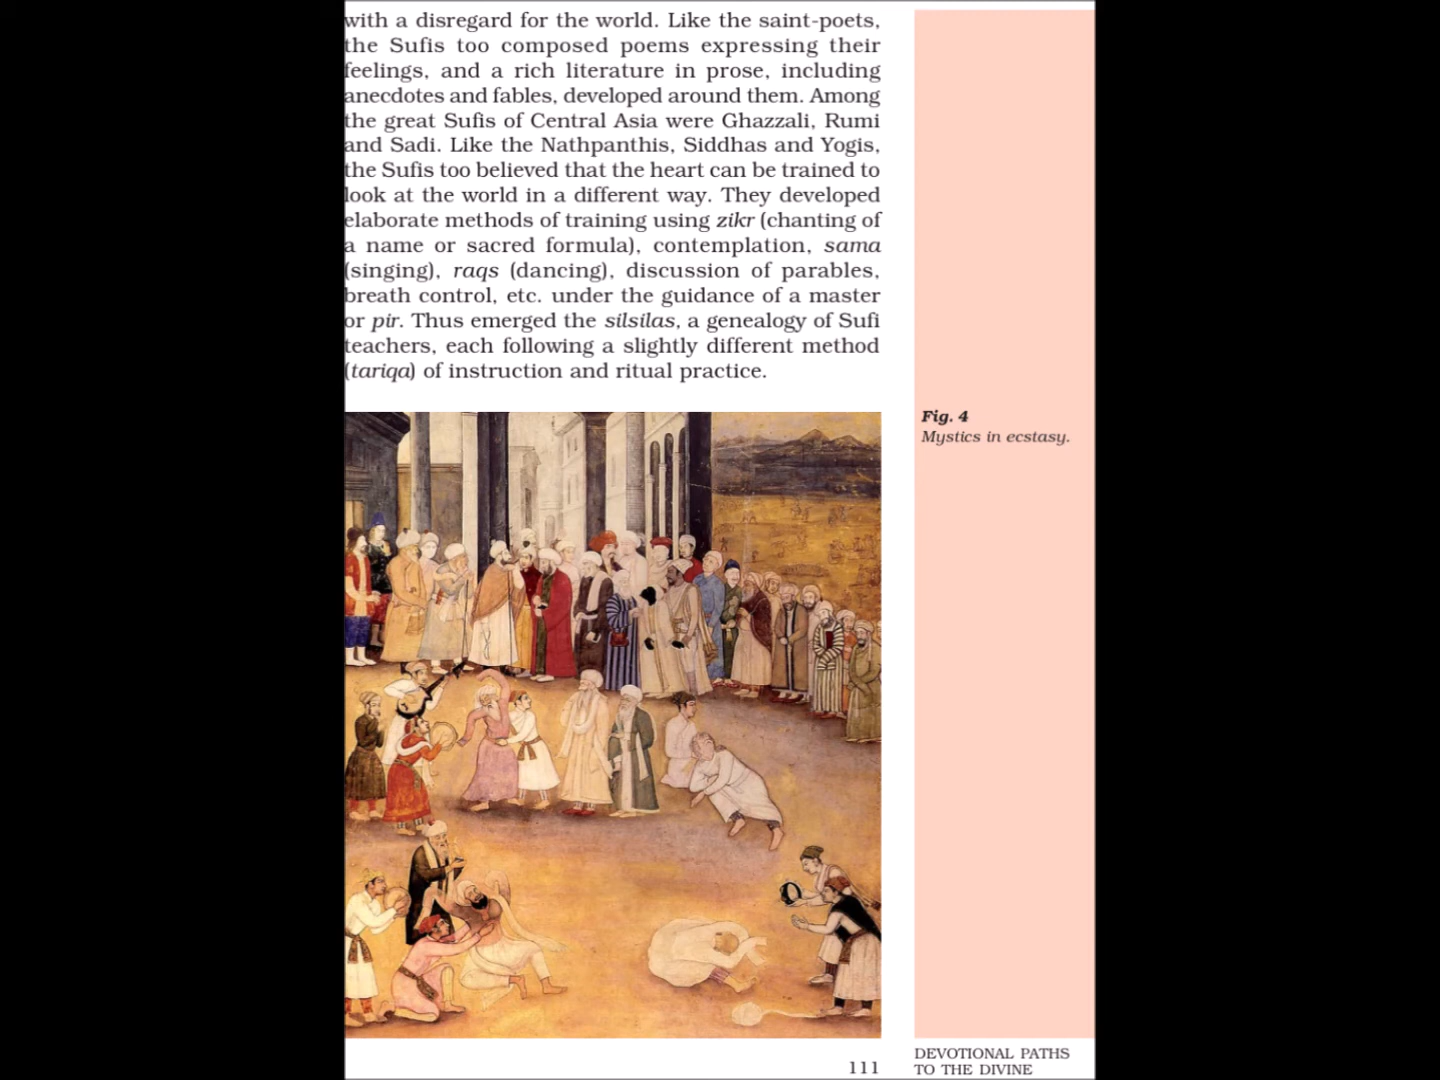 with a disregard for the world. Like the saint-poets,
the Sufis too composed poems expressing their
feelings, and a rich literature in prose, including
anecdotes and fables, developed around them. Among
the great Sufis of Central Asia were Ghazzali, Rumi
and Sadi. Like the Nathpanthis, Siddhas and Yogis,
the Sufis too believed that the heart can be trained to
look at the world in a different way. They developed
elaborate methods of training using zikr (chanting of
a name or sacred formula), contemplation, sama
(singing), raqs (dancing), discussion of parables,
breath control, etc. under the guidance of a master
or pir. Thus emerged the silsilas, a genealogy of Sufi
teachers, each following a slightly different method
(tariqa) of instruction and ritual practice.
Fig. 4
Mystics in ecstasy.
111
DEVOTIONAL PATHS
TO THE DIVINE